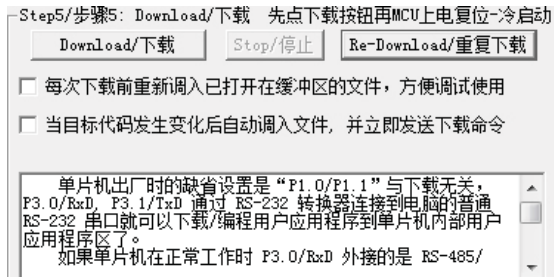 Step5/步骤5: Download/下载  先点下载按钮再MCU上电复位-冷启动
Download/下载 Stop/停止 Re-Download/重复下载
每次下载前重新调入已打开在缓冲区的文件，方便调试使用
当目标代码发生变化后自动调入文件, 并立即发送下载命令
单片机出厂时的缺省设置是“P1.0/P1.1”与下载无关，
P3.0/RxD, P3.1/TxD 通过 RS-232 转换器连接到电脑的普通
RS-232 串口就可以下载/编程用户应用程序到单片机内部用户
应用程序区了。
如果单片机在正常工作时 P3.0/RxD 外接的是 RS-485/